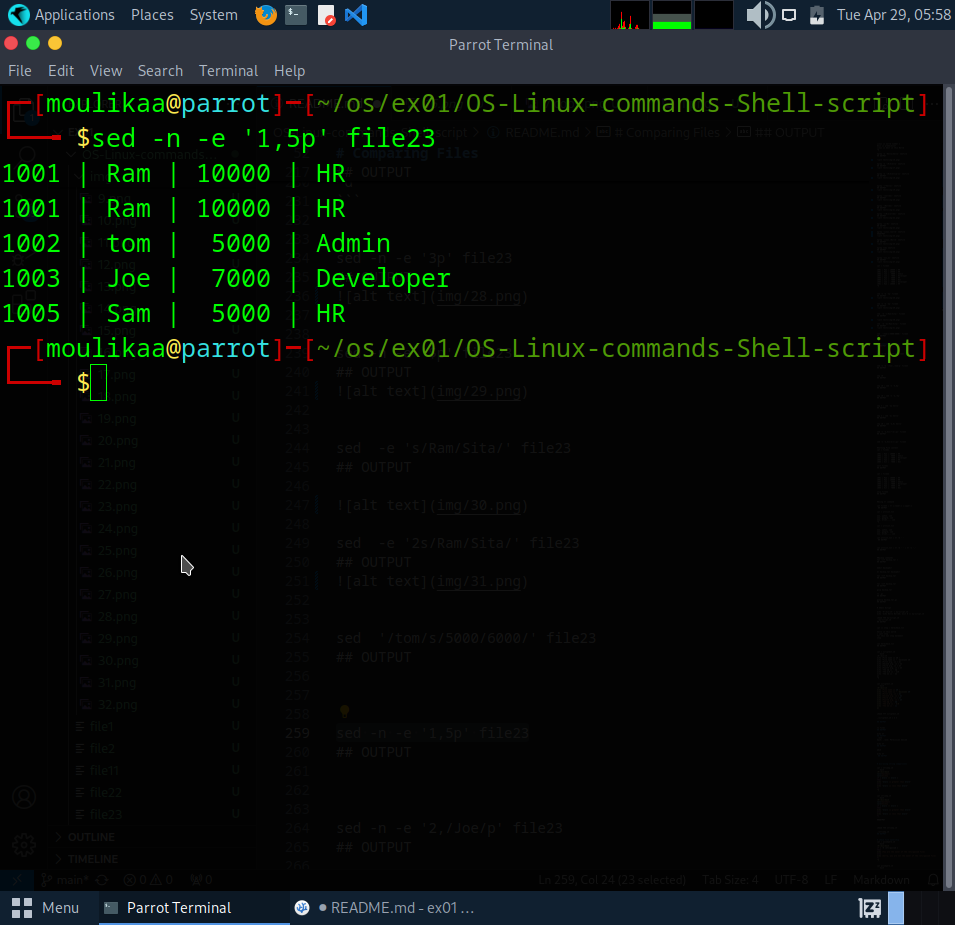 Applications Places System Tue Apr 29, 05:58
Parrot Terminal
File Edit View Search Terminal Help
┌─[moulikaa@parrot]─[~/os/ex01/OS-Linux-commands-Shell-script]
└──╼ $sed -n -e '1,5p' file23
1001 | Ram | 10000 | HR
1001 | Ram | 10000 | HR
1002 | tom |  5000 | Admin
1003 | Joe |  7000 | Developer
1005 | Sam |  5000 | HR
┌─[moulikaa@parrot]─[~/os/ex01/OS-Linux-commands-Shell-script]
└──╼ $
README.md > # Comparing Files > ## OUTPUT
# Comparing Files
## OUTPUT
sed -n -e '3p' file23
![alt text](img/28.png)
240 ## OUTPUT
241 ![alt text](img/29.png)
242
243
244 sed  -e 's/Ram/Sita/' file23
245 ## OUTPUT
246
247 ![alt text](img/30.png)
248
249 sed  -e '2s/Ram/Sita/' file23
250 ## OUTPUT
251 ![alt text](img/31.png)
252
253
254 sed  '/tom/s/5000/6000/' file23
255 ## OUTPUT
256
257
258
259 sed -n -e '1,5p' file23
260 ## OUTPUT
261
262
263
264 sed -n -e '2,/Joe/p' file23
265 ## OUTPUT
266
19.png U
20.png U
21.png U
22.png U
23.png U
24.png U
25.png U
26.png U
27.png U
28.png U
29.png U
30.png U
31.png U
32.png U
file1 U
file2 U
file11 U
file22 U
file23 U
OUTLINE
TIMELINE
main* 0 0 0 Ln 259, Col 24 (23 selected) Tab Size: 4 UTF-8 LF Markdown
Menu Parrot Terminal ● README.md - ex01 ...